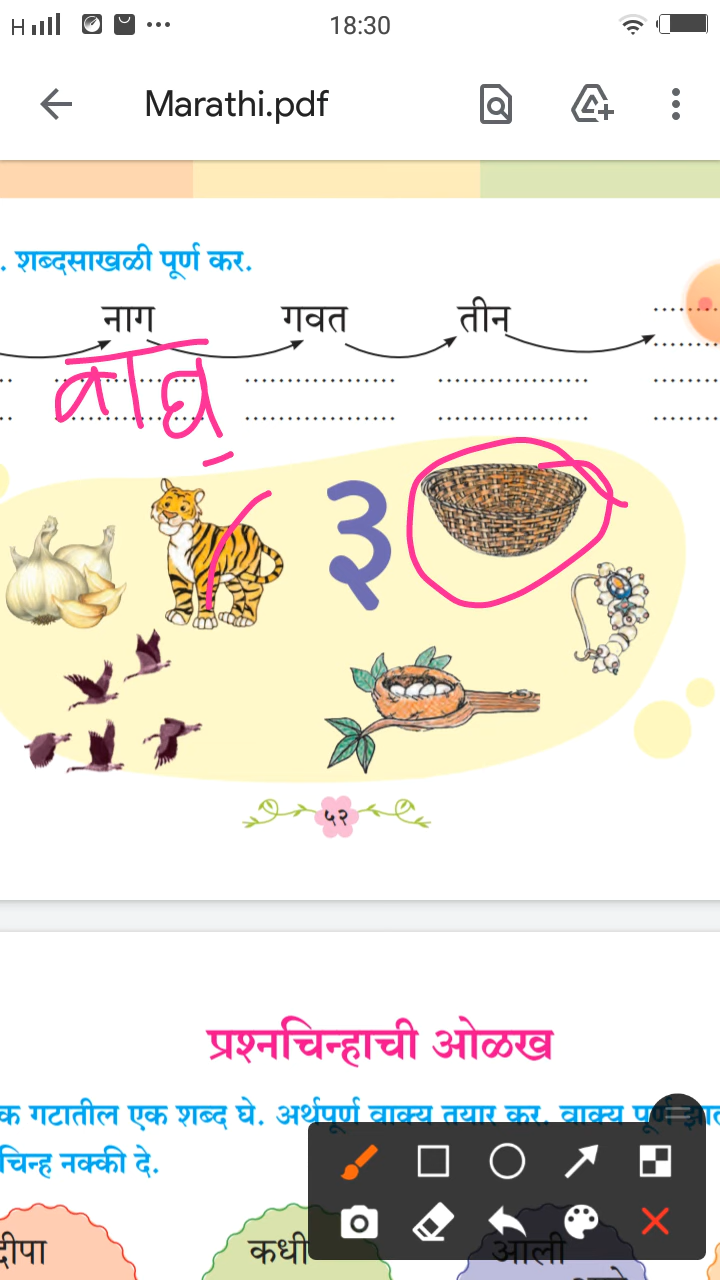 H 18:30
Marathi.pdf
. शब्दसाखळी पूर्ण कर.
नाग गवत तीन
वाघ
३
५२
प्रश्नचिन्हाची ओळख
क गटातील एक शब्द घे. अर्थपूर्ण वाक्य तयार कर. वाक्य पूर्ण
चिन्ह नक्की दे.
दीपा कधी आली